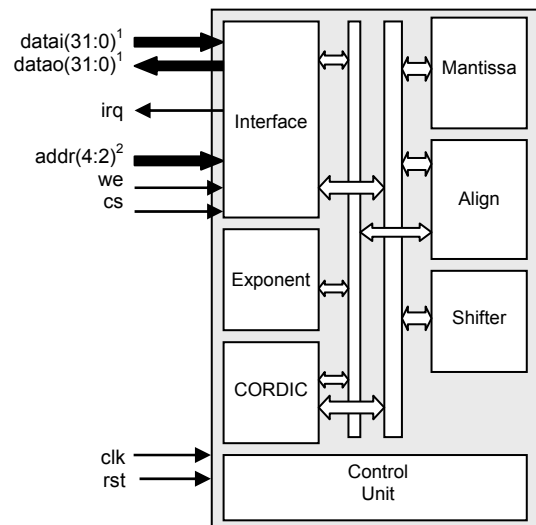 datai(31:0)¹
datao(31:0)¹
irq
addr(4:2)²
we
cs
clk
rst
Interface
Exponent
CORDIC
Mantissa
Align
Shifter
Control
Unit